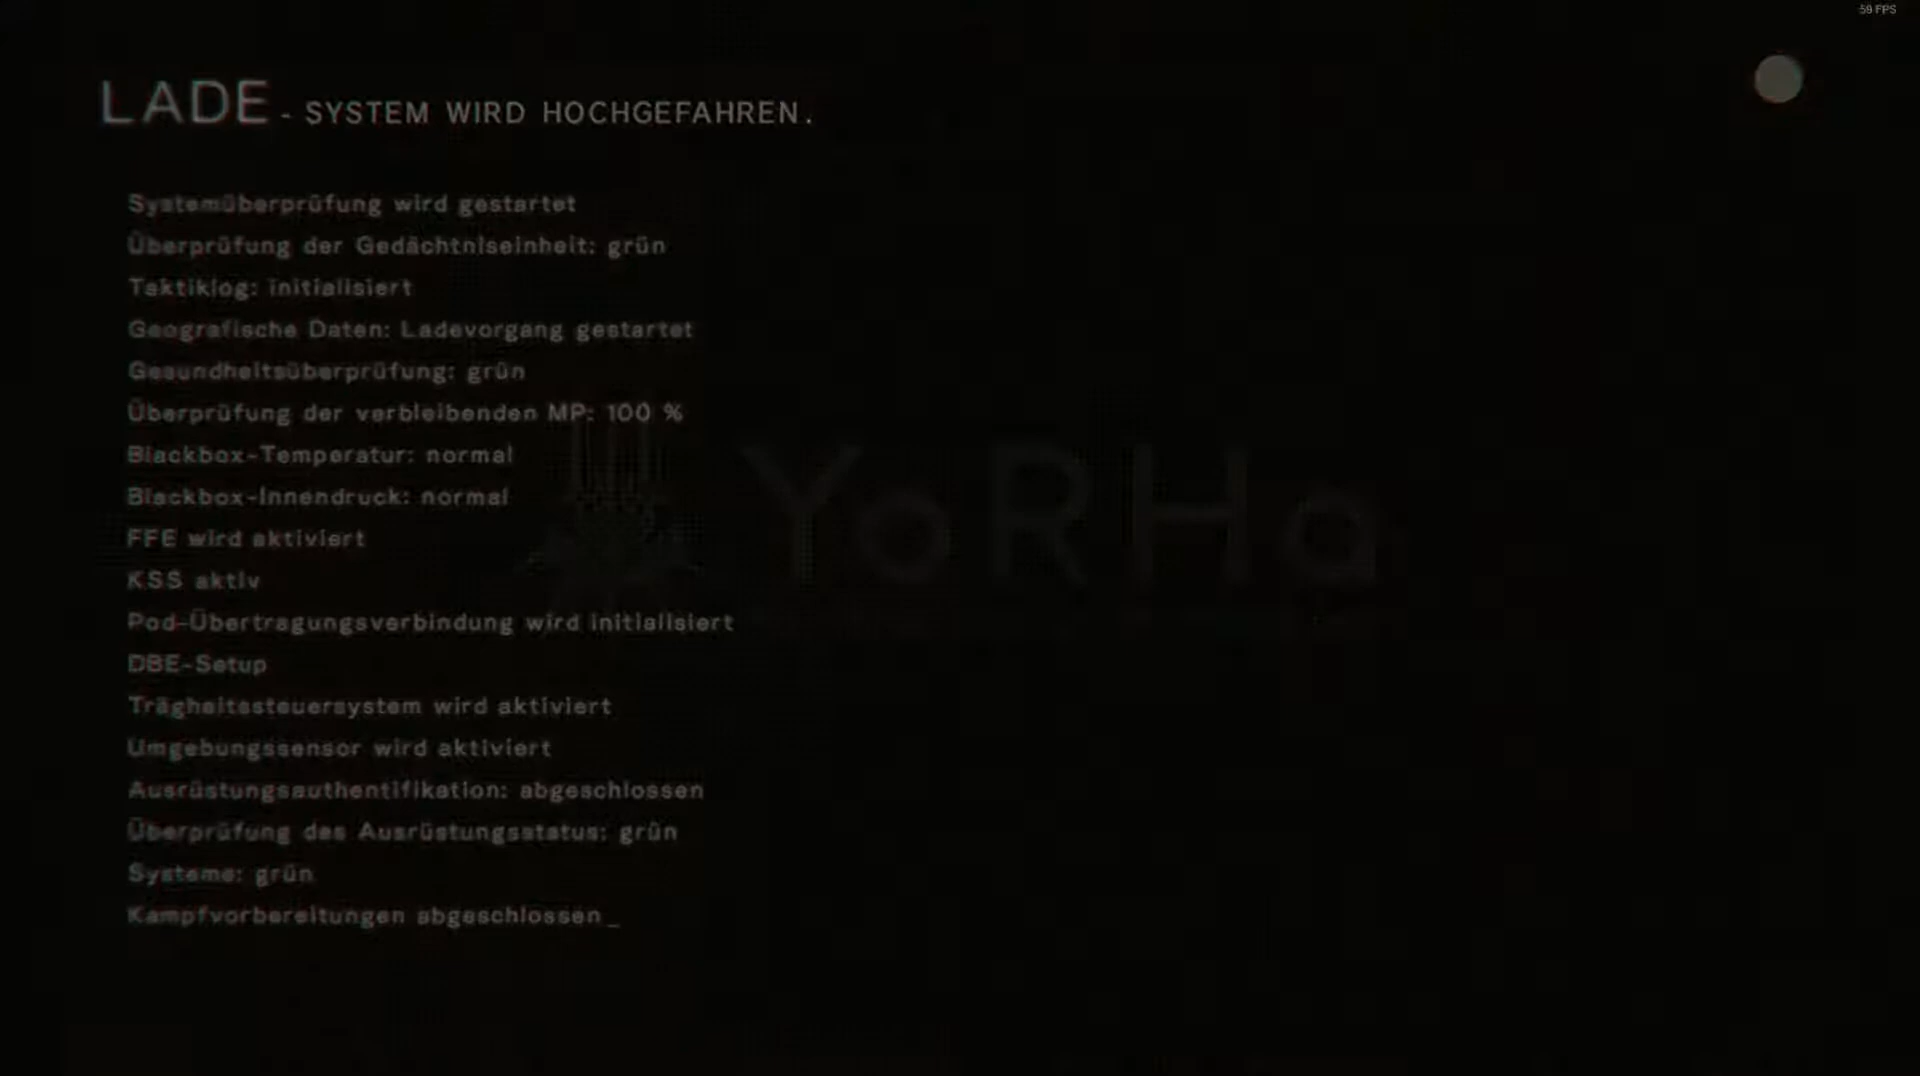 59 FPS
LADE - SYSTEM WIRD HOCHGEFAHREN.
Systemüberprüfung wird gestartet
Überprüfung der Gedächtniseinheit: grün
Taktiklog: initialisiert
Geografische Daten: Ladevorgang gestartet
Gesundheitsüberprüfung: grün
Überprüfung der verbleibenden MP: 100 %
Blackbox-Temperatur: normal
Blackbox-Innendruck: normal
YoRHa
FFE wird aktiviert
KSS aktiv
Pod-Übertragungsverbindung wird initialisiert
DBE-Setup
Trägheitssteuersystem wird aktiviert
Umgebungssensor wird aktiviert
Ausrüstungsauthentifikation: abgeschlossen
Überprüfung des Ausrüstungsstatus: grün
Systeme: grün
Kampfvorbereitungen abgeschlossen_